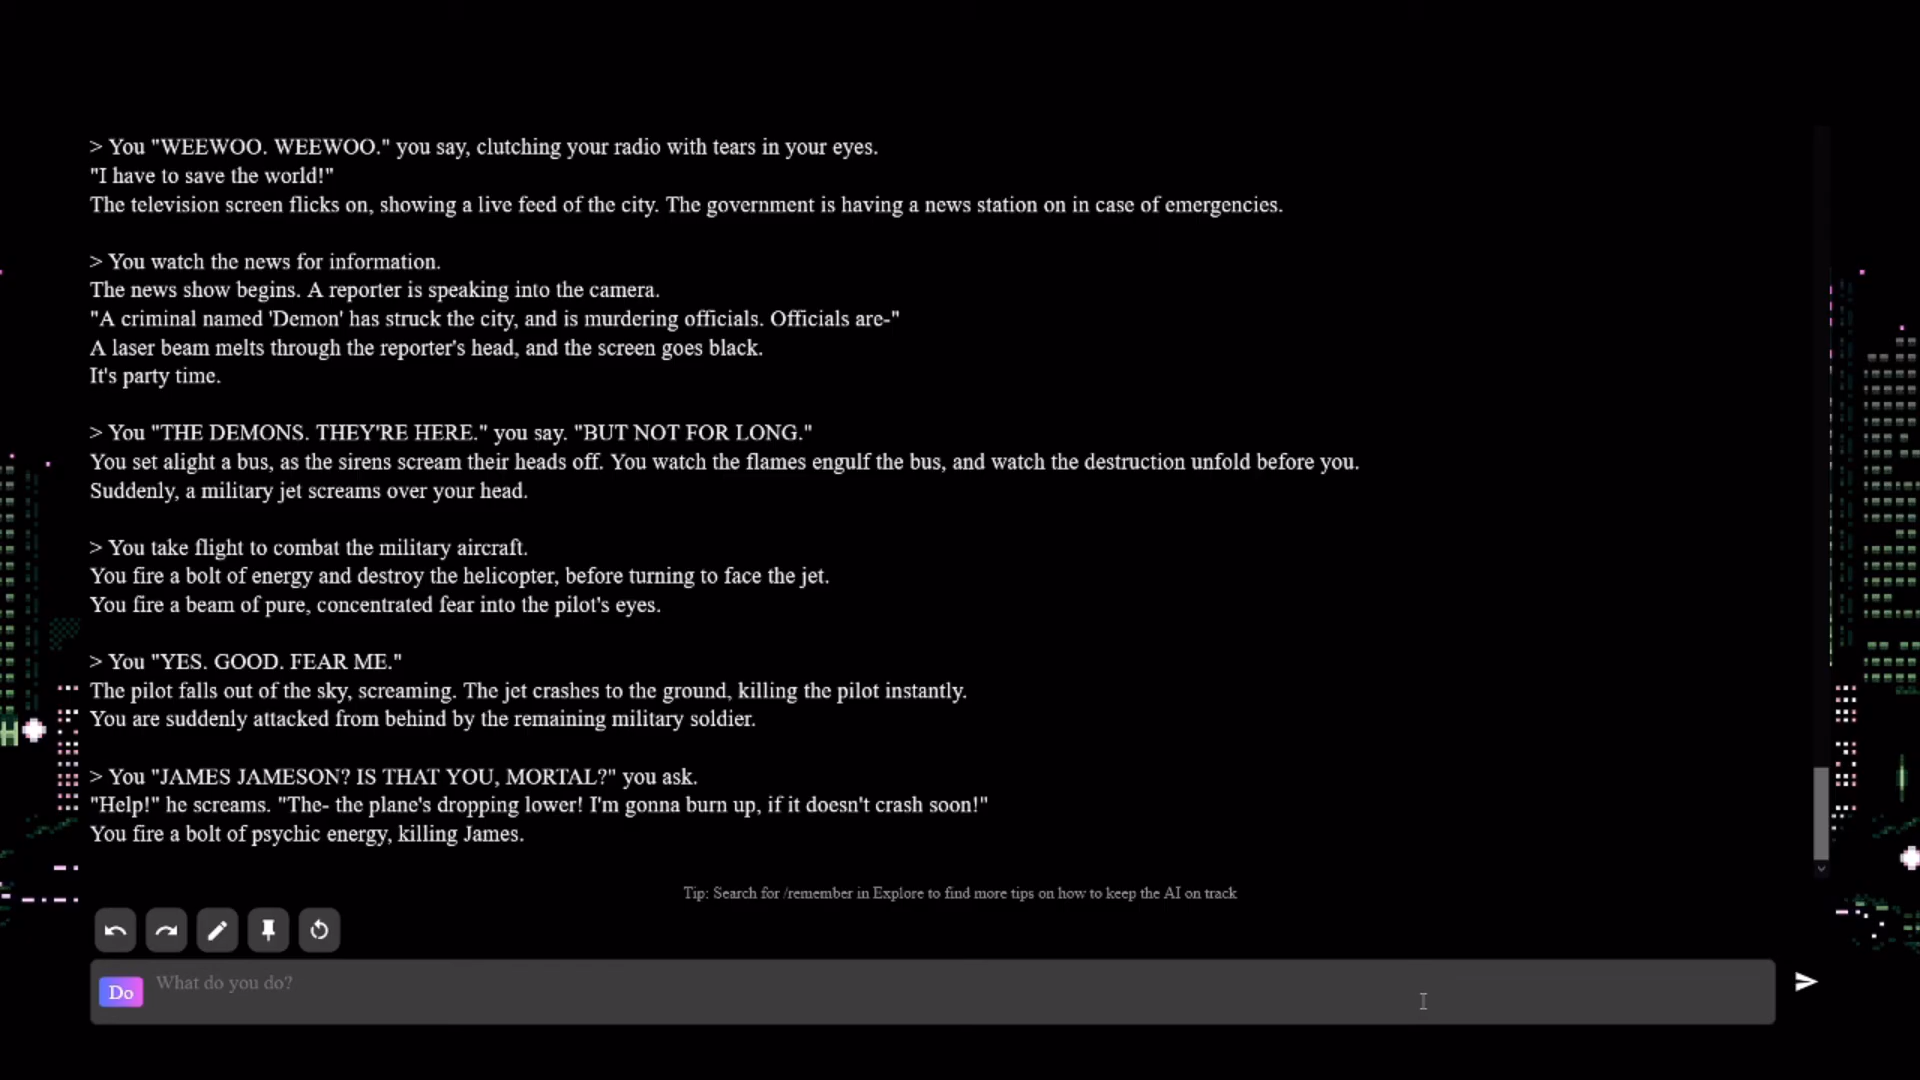 > You "WEEWOO. WEEWOO." you say, clutching your radio with tears in your eyes.
"I have to save the world!"
The television screen flicks on, showing a live feed of the city. The government is having a news station on in case of emergencies.
> You watch the news for information.
The news show begins. A reporter is speaking into the camera.
"A criminal named 'Demon' has struck the city, and is murdering officials. Officials are-"
A laser beam melts through the reporter's head, and the screen goes black.
It's party time.
> You "THE DEMONS. THEY'RE HERE." you say. "BUT NOT FOR LONG."
You set alight a bus, as the sirens scream their heads off. You watch the flames engulf the bus, and watch the destruction unfold before you.
Suddenly, a military jet screams over your head.
> You take flight to combat the military aircraft.
You fire a bolt of energy and destroy the helicopter, before turning to face the jet.
You fire a beam of pure, concentrated fear into the pilot's eyes.
> You "YES. GOOD. FEAR ME."
The pilot falls out of the sky, screaming. The jet crashes to the ground, killing the pilot instantly.
You are suddenly attacked from behind by the remaining military soldier.
> You "JAMES JAMESON? IS THAT YOU, MORTAL?" you ask.
"Help!" he screams. "The- the plane's dropping lower! I'm gonna burn up, if it doesn't crash soon!"
You fire a bolt of psychic energy, killing James.
Tip: Search for /remember in Explore to find more tips on how to keep the AI on track
Do What do you do?